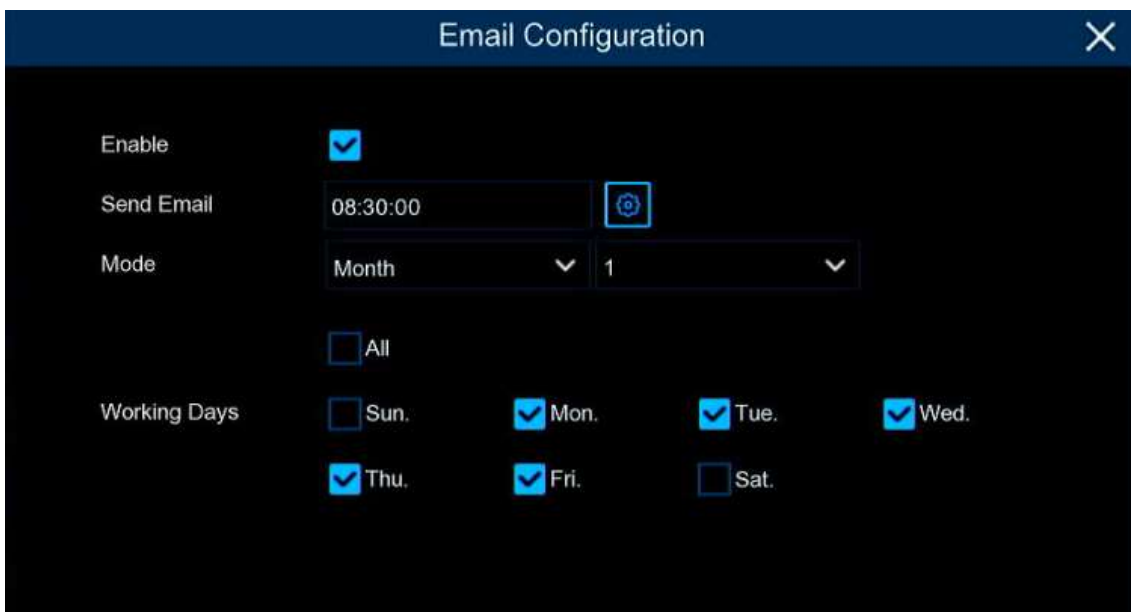 Email Configuration
Enable
Send Email 08:30:00
Mode Month 1
All
Working Days Sun. Mon. Tue. Wed.
Thu. Fri. Sat.